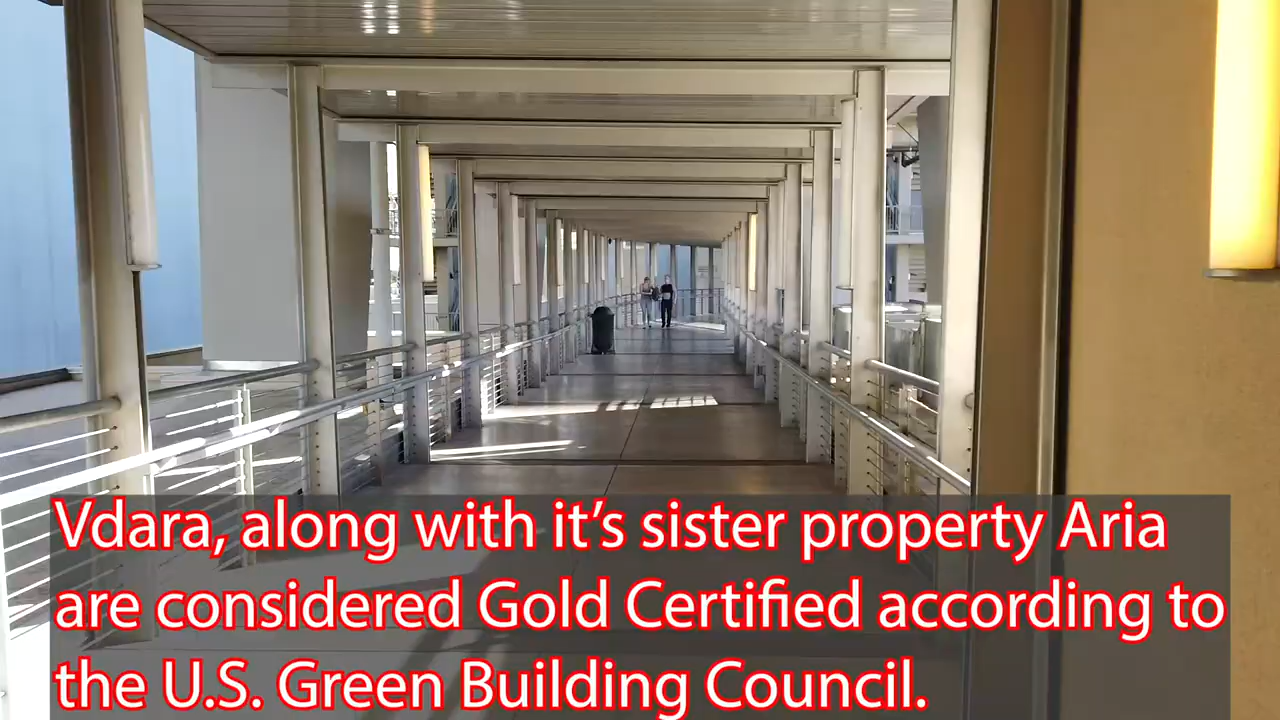 Vdara, along with it’s sister property Aria
are considered Gold Certified according to
the U.S. Green Building Council.